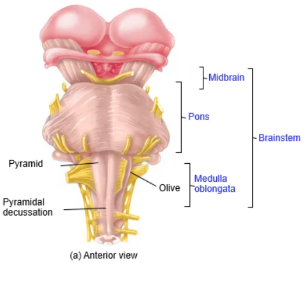 Midbrain
Pons
Brainstem
Pyramid
Olive
Medulla
oblongata
Pyramidal
decussation
(a) Anterior view